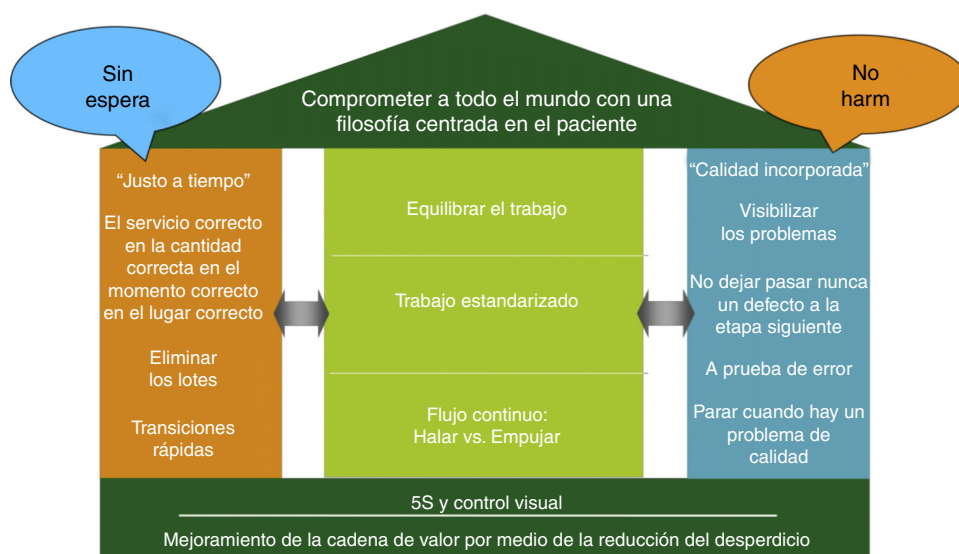 Sin
espera
No
harm
Comprometer a todo el mundo con una
filosofía centrada en el paciente
“Justo a tiempo”
El servicio correcto
en la cantidad
correcta en el
momento correcto
en el lugar correcto
Eliminar
los lotes
Transiciones
rápidas
Equilibrar el trabajo
Trabajo estandarizado
Flujo continuo:
Halar vs. Empujar
“Calidad incorporada”
Visibilizar
los problemas
No dejar pasar nunca
un defecto a la
etapa siguiente
A prueba de error
Parar cuando hay un
problema de
calidad
5S y control visual
Mejoramiento de la cadena de valor por medio de la reducción del desperdicio